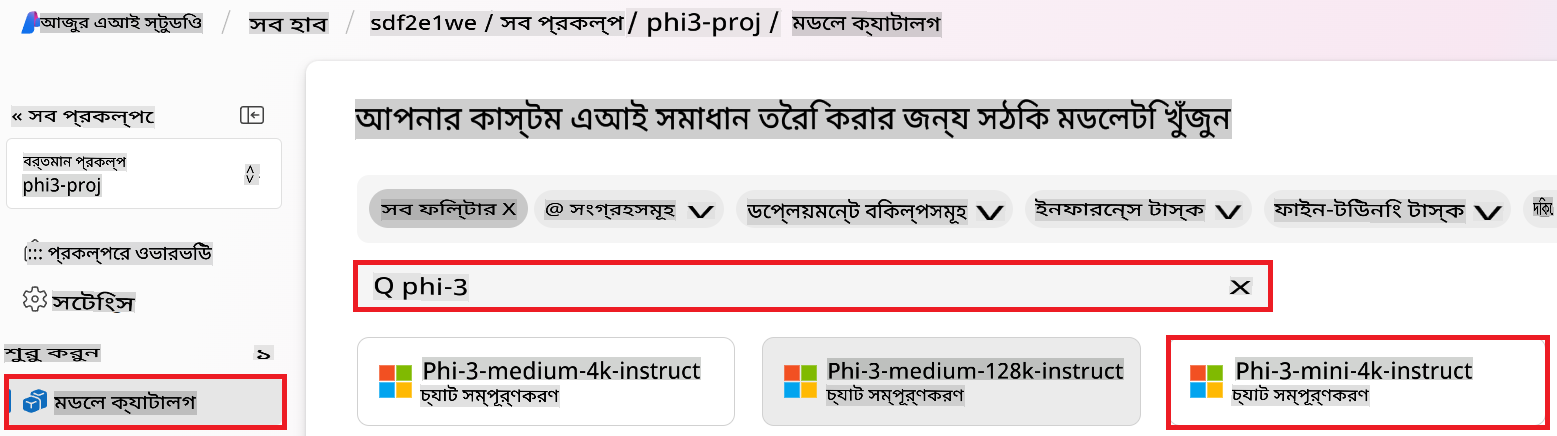 আজুর এআই স্টুডিও / সব হাব / sdf2e1we / সব প্রকল্প / phi3-proj / মডেল ক্যাটালগ
« সব প্রকল্পে
বর্তমান প্রকল্প
phi3-proj
প্রকল্পের ওভারভিউ
সেটিংস
শুরু করুন
মডেল ক্যাটালগ
আপনার কাস্টম এআই সমাধান তৈরি করার জন্য সঠিক মডেলটি খুঁজুন
সব ফিল্টার X @ সংগ্রহসমূহ ডিপ্লয়মেন্ট বিকল্পসমূহ ইনফারেন্স টাস্ক ফাইন-টিউনিং টাস্ক
Q phi-3 X
Phi-3-medium-4k-instruct
চ্যাট সম্পূর্ণকরণ
Phi-3-medium-128k-instruct
চ্যাট সম্পূর্ণকরণ
Phi-3-mini-4k-instruct
চ্যাট সম্পূর্ণকরণ